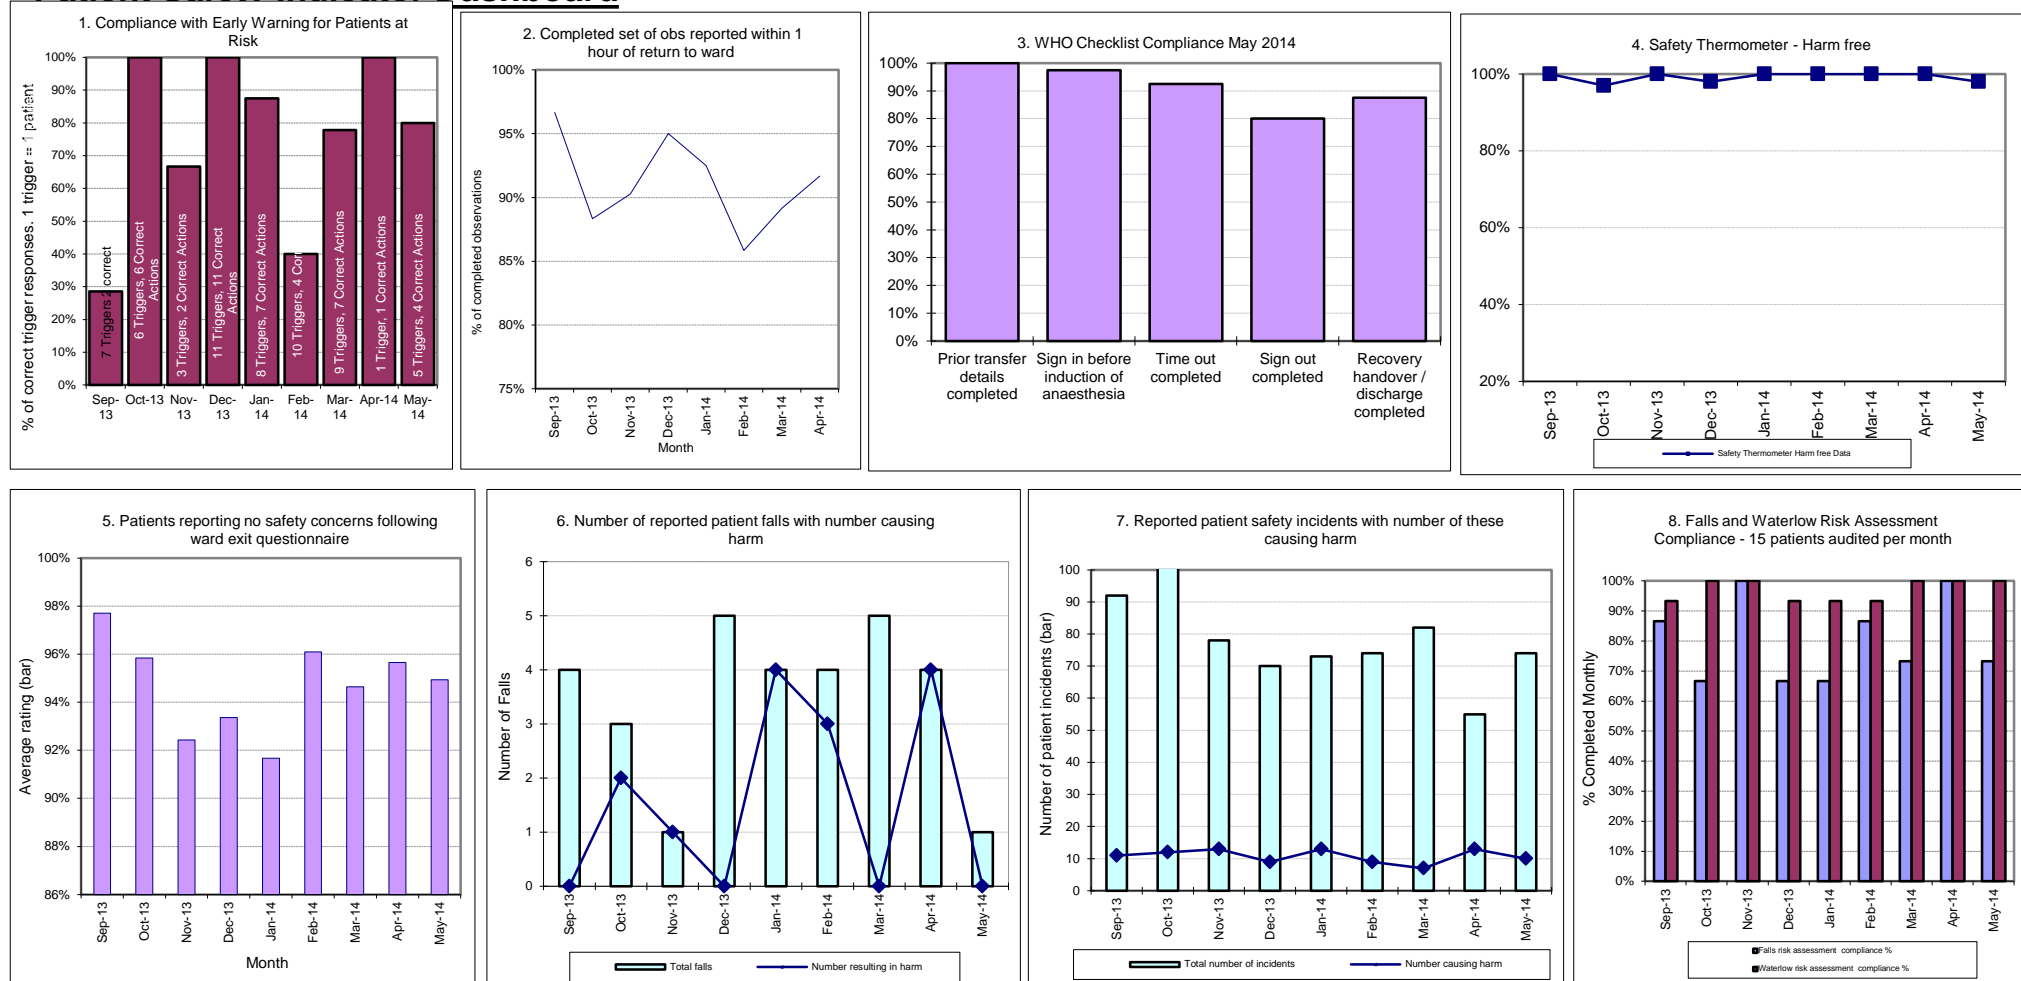 1. Compliance with Early Warning for Patients at
Risk
% of correct trigger responses. 1 trigger = 1 patient
100%
90%
80%
70%
60%
50%
40%
30%
20%
10%
0%
7 Triggers 2 correct
6 Triggers, 6 Correct
Actions
3 Triggers, 2 Correct Actions
11 Triggers, 11 Correct
Actions
8 Triggers, 7 Correct Actions
10 Triggers, 4 Cor
9 Triggers, 7 Correct Actions
1 Trigger, 1 Correct Actions
5 Triggers, 4 Correct Actions
Sep-13 Oct-13 Nov-13 Dec-13 Jan-14 Feb-14 Mar-14 Apr-14 May-14
2. Completed set of obs reported within 1
hour of return to ward
% of completed observations
100%
95%
90%
85%
80%
75%
Sep-13 Oct-13 Nov-13 Dec-13 Jan-14 Feb-14 Mar-14 Apr-14
Month
3. WHO Checklist Compliance May 2014
100%
90%
80%
70%
60%
50%
40%
30%
20%
10%
0%
Prior transfer details completed
Sign in before induction of anaesthesia
Time out completed
Sign out completed
Recovery handover / discharge completed
4. Safety Thermometer - Harm free
100%
80%
60%
40%
20%
Sep-13 Oct-13 Nov-13 Dec-13 Jan-14 Feb-14 Mar-14 Apr-14 May-14
Safety Thermometer Harm free Data
5. Patients reporting no safety concerns following
ward exit questionnaire
Average rating (bar)
100%
98%
96%
94%
92%
90%
88%
86%
Sep-13 Oct-13 Nov-13 Dec-13 Jan-14 Feb-14 Mar-14 Apr-14 May-14
Month
6. Number of reported patient falls with number causing
harm
Number of Falls
6
5
4
3
2
1
0
Sep-13 Oct-13 Nov-13 Dec-13 Jan-14 Feb-14 Mar-14 Apr-14 May-14
Total falls Number resulting in harm
7. Reported patient safety incidents with number of these
causing harm
Number of patient incidents (bar)
100
90
80
70
60
50
40
30
20
10
0
Sep-13 Oct-13 Nov-13 Dec-13 Jan-14 Feb-14 Mar-14 Apr-14 May-14
Total number of incidents Number causing harm
8. Falls and Waterlow Risk Assessment
Compliance - 15 patients audited per month
% Completed Monthly
100%
90%
80%
70%
60%
50%
40%
30%
20%
10%
0%
Sep-13 Oct-13 Nov-13 Dec-13 Jan-14 Feb-14 Mar-14 Apr-14 May-14
Falls risk assessment compliance %
Waterlow risk assessment compliance %